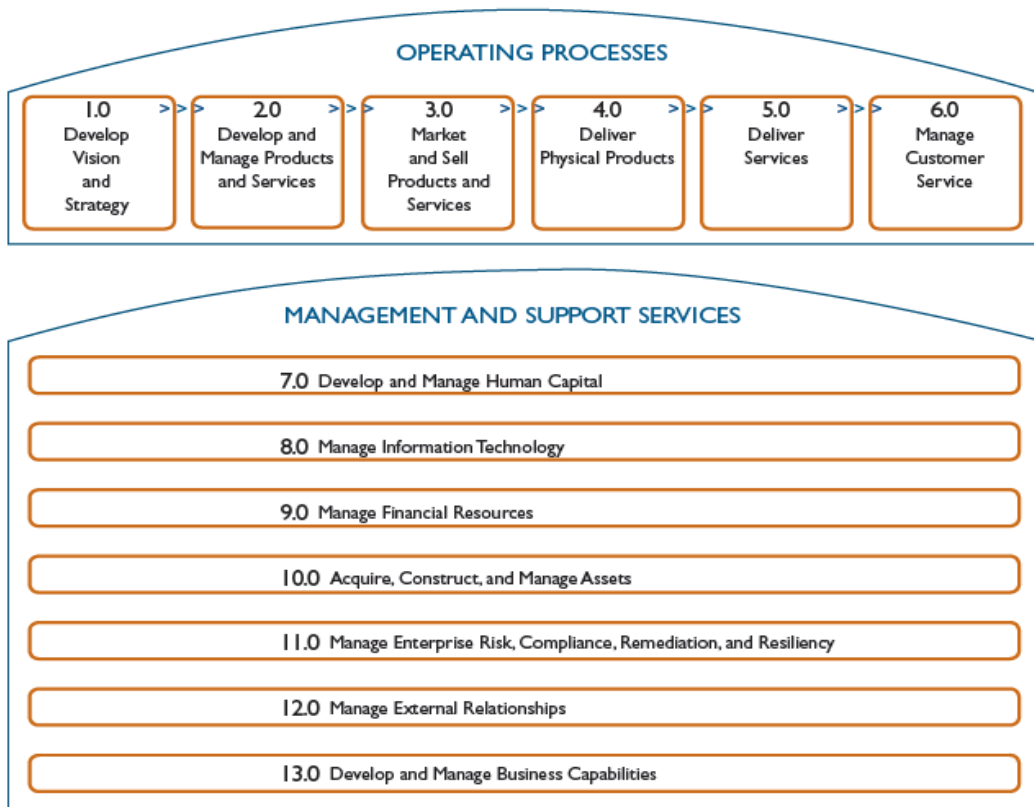 OPERATING PROCESSES
1.0 >>>
Develop
Vision
and
Strategy
2.0 >>>
Develop and
Manage Products
and Services
3.0 >>>
Market
and Sell
Products and
Services
4.0 >>>
Deliver
Physical Products
5.0 >>>
Deliver
Services
6.0
Manage
Customer
Service
MANAGEMENT AND SUPPORT SERVICES
7.0 Develop and Manage Human Capital
8.0 Manage Information Technology
9.0 Manage Financial Resources
10.0 Acquire, Construct, and Manage Assets
11.0 Manage Enterprise Risk, Compliance, Remediation, and Resiliency
12.0 Manage External Relationships
13.0 Develop and Manage Business Capabilities